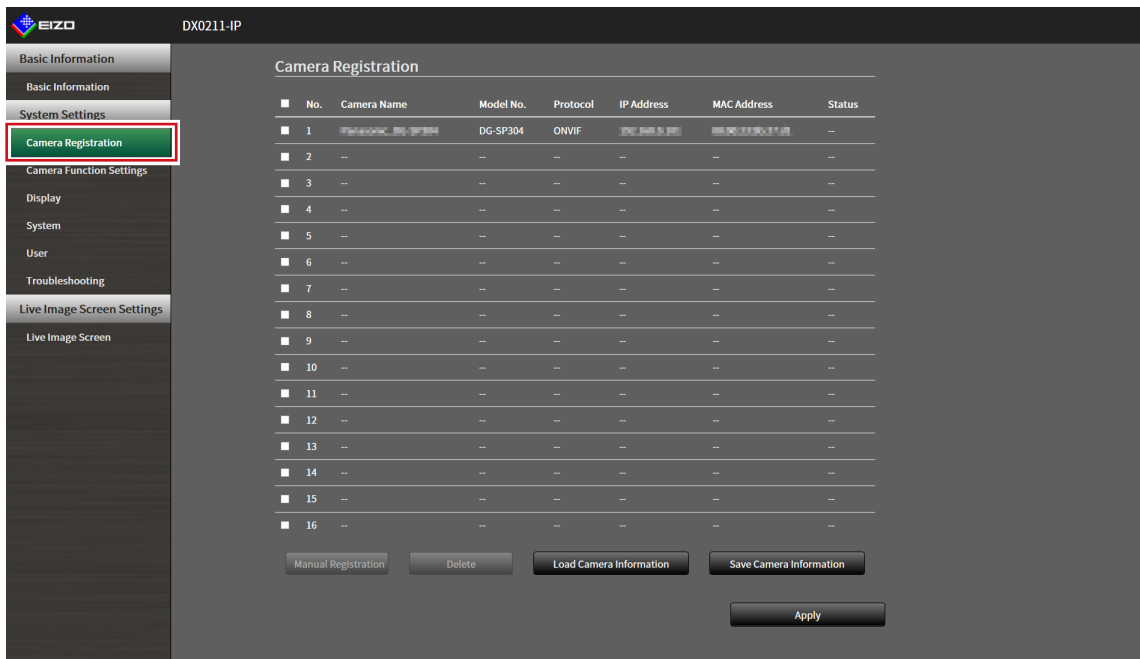 EIZO DX0211-IP
Basic Information
Basic Information
System Settings
Camera Registration
Camera Function Settings
Display
System
User
Troubleshooting
Live Image Screen Settings
Live Image Screen
Camera Registration
No. Camera Name Model No. Protocol IP Address MAC Address Status
1 DG-SP304 ONVIF --
2 -- -- -- -- -- --
3 -- -- -- -- -- --
4 -- -- -- -- -- --
5 -- -- -- -- -- --
6 -- -- -- -- -- --
7 -- -- -- -- -- --
8 -- -- -- -- -- --
9 -- -- -- -- -- --
10 -- -- -- -- -- --
11 -- -- -- -- -- --
12 -- -- -- -- -- --
13 -- -- -- -- -- --
14 -- -- -- -- -- --
15 -- -- -- -- -- --
16 -- -- -- -- -- --
Manual Registration Delete Load Camera Information Save Camera Information
Apply